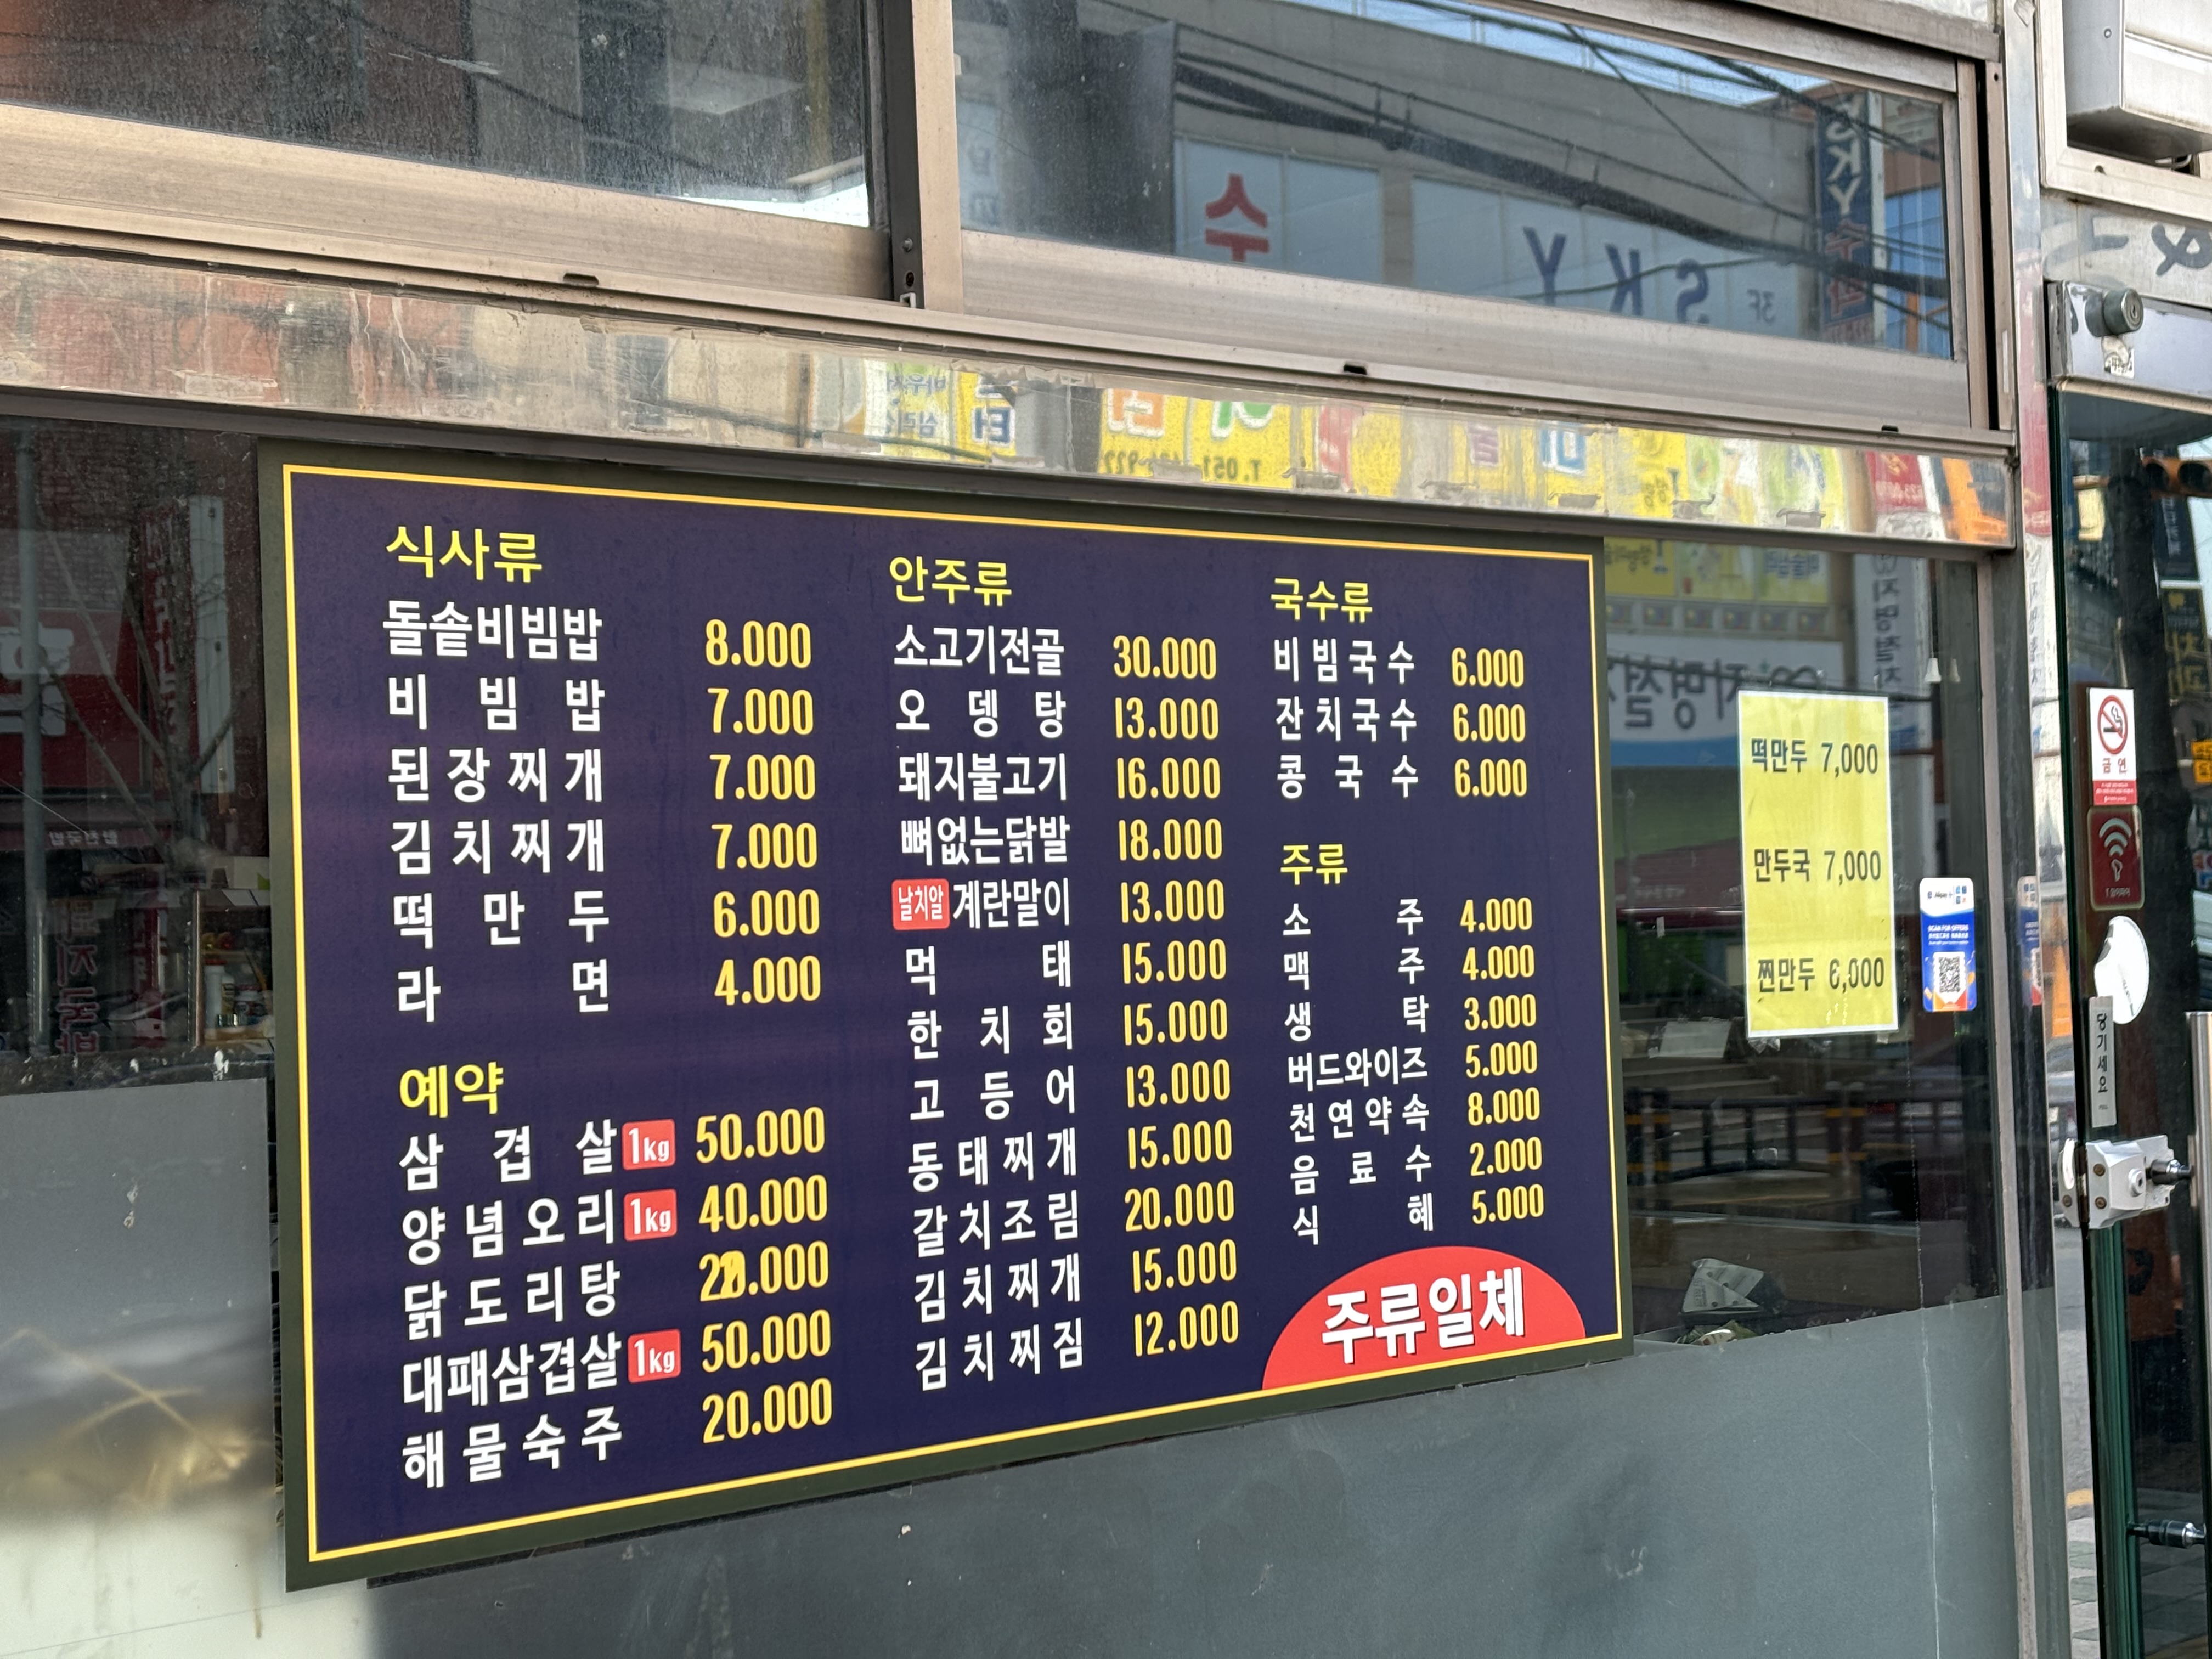 식사류
돌솥비빔밥 8.000
비빔밥 7.000
된장찌개 7.000
김치찌개 7.000
떡만두 6.000
라면 4.000
예약
삼겹살 1kg 50.000
양념오리 1kg 40.000
닭도리탕
대패삼겹살 1kg 50.000
해물숙주 20.000
안주류
소고기전골 30.000
오뎅탕 13.000
돼지불고기 16.000
뼈없는닭발 18.000
날치알 계란말이 13.000
먹태 15.000
한치회 15.000
고등어 13.000
동태찌개 15.000
갈치조림 20.000
김치찌개 15.000
김치찌짐 12.000
국수류
비빔국수 6.000
잔치국수 6.000
콩국수 6.000
주류
소주 4.000
맥주 4.000
생탁 3.000
버드와이즈 5.000
천연약속 8.000
음료수 2.000
식혜 5.000
주류일체
떡만두 7,000
만두국 7,000
찐만두 6,000
금연
당기세요
SKY
3F
수